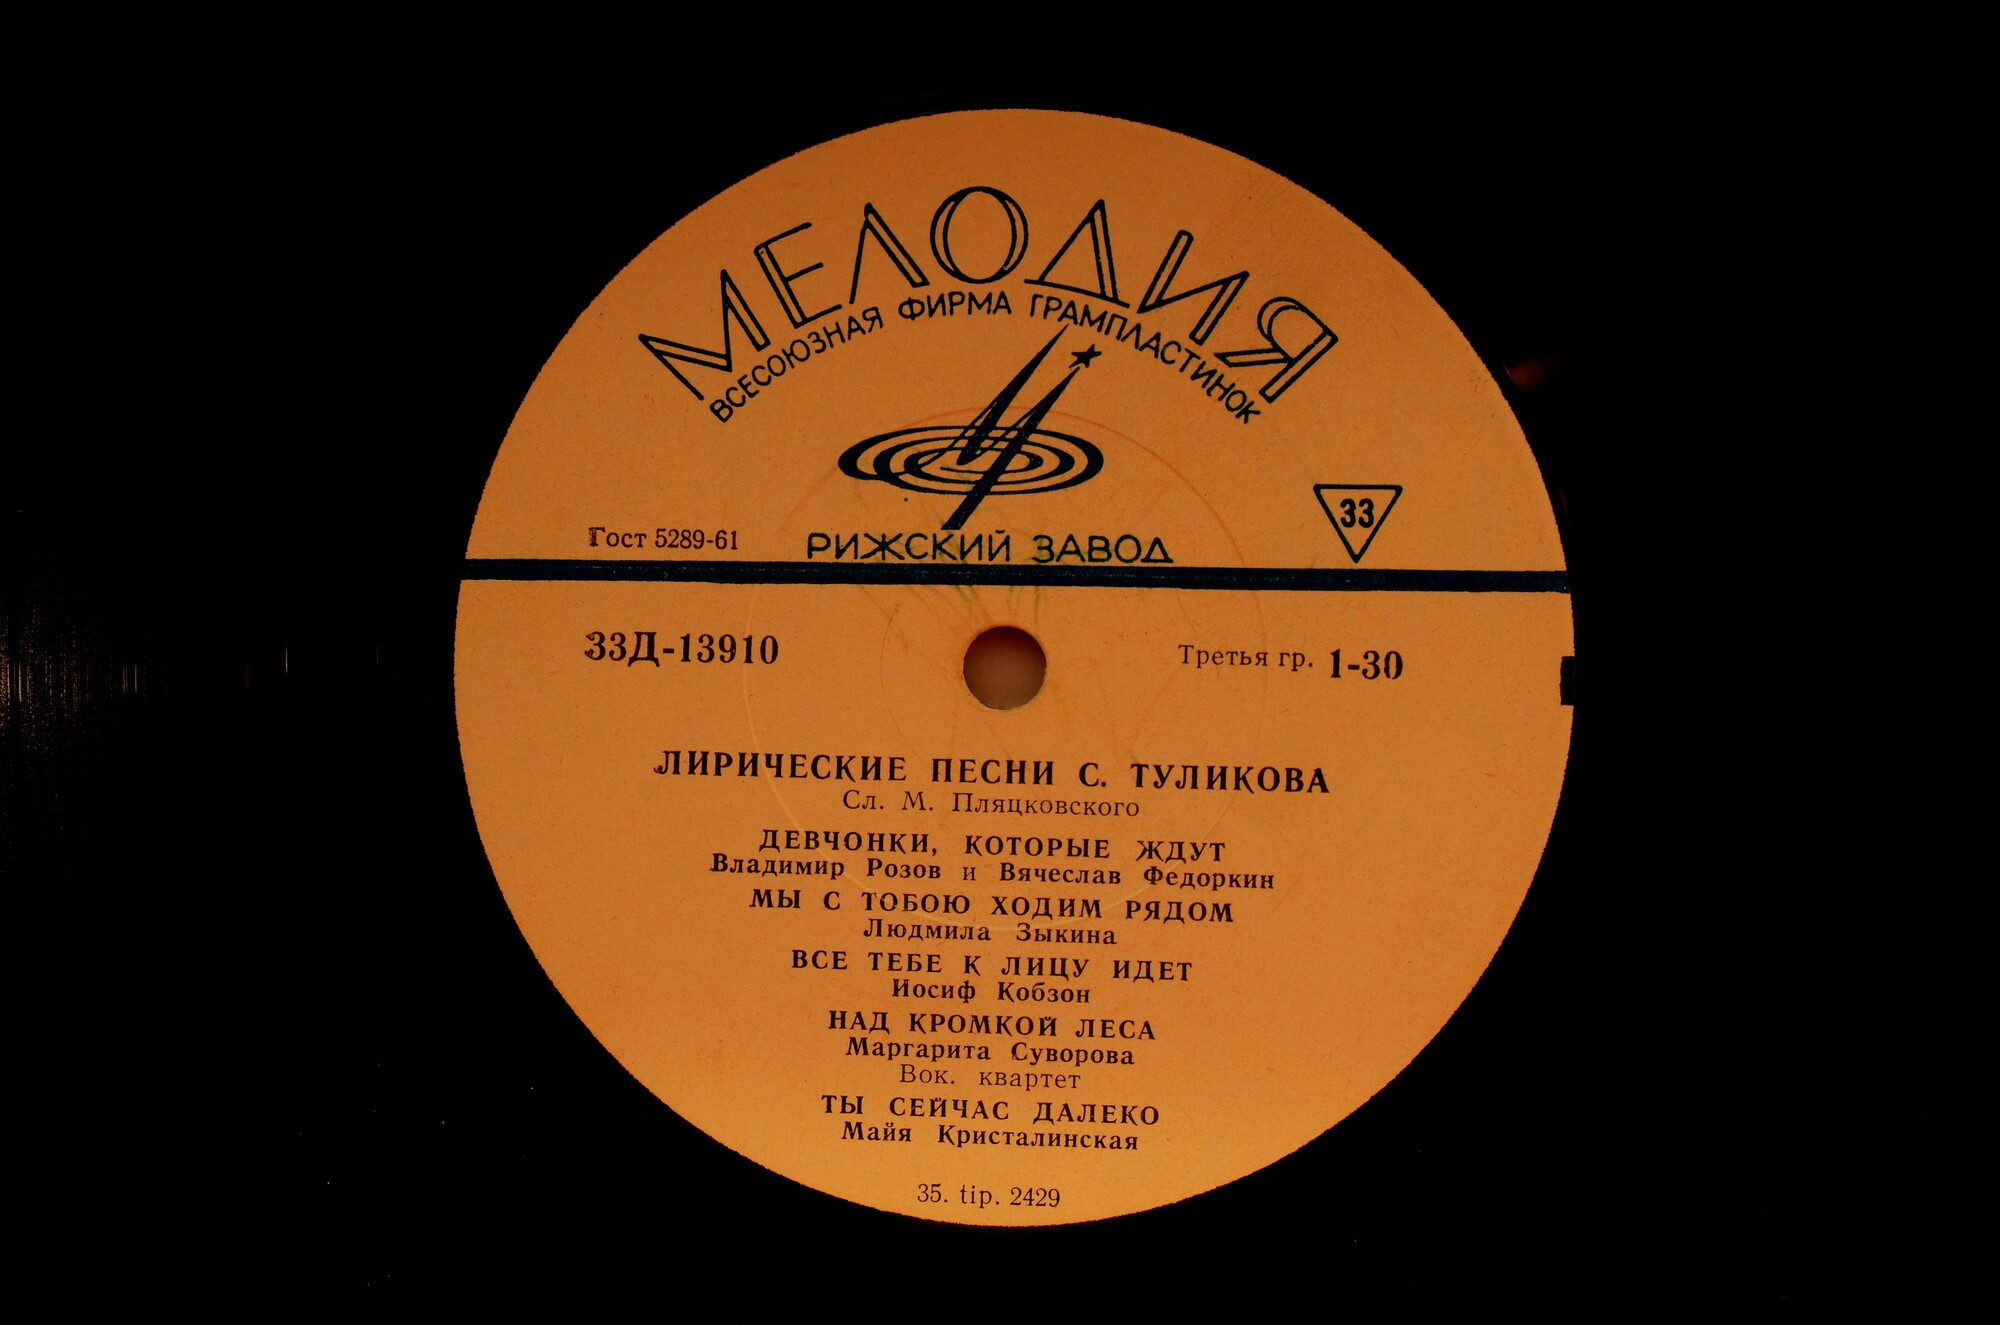 МЕЛОДИЯ
ВСЕСОЮЗНАЯ ФИРМА ГРАМПЛАСТИНОК
33
Гост 5289-61
РИЖСКИЙ ЗАВОД
33Д-13910
Третья гр. 1-30
ЛИРИЧЕСКИЕ ПЕСНИ С. ТУЛИКОВА
Сл. М. Пляцковского
ДЕВЧОНКИ, КОТОРЫЕ ЖДУТ
Владимир Розов и Вячеслав Федоркин
МЫ С ТОБОЮ ХОДИМ РЯДОМ
Людмила Зыкина
ВСЕ ТЕБЕ К ЛИЦУ ИДЕТ
Иосиф Кобзон
НАД КРОМКОЙ ЛЕСА
Маргарита Суворова
Вок. квартет
ТЫ СЕЙЧАС ДАЛЕКО
Майя Кристалинская
35. tip. 2429